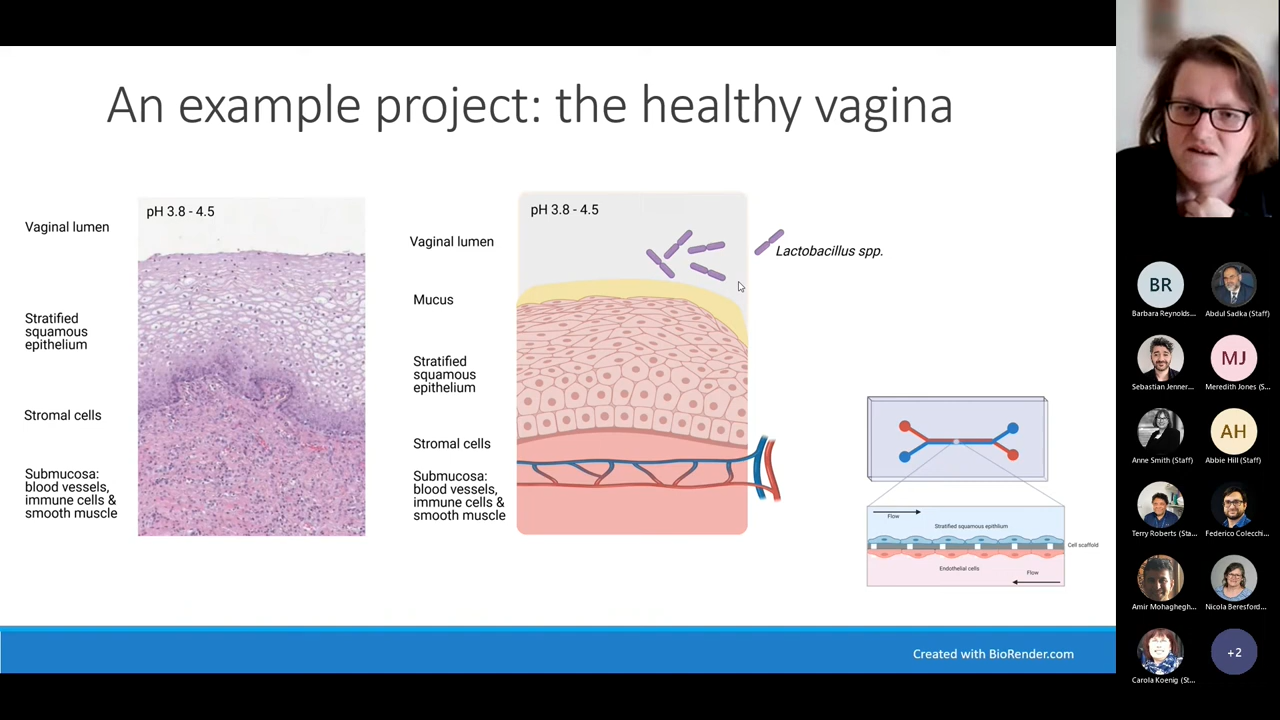 An example project: the healthy vagina
pH 3.8 - 4.5
Vaginal lumen
Stratified
squamous
epithelium
Stromal cells
Submucosa:
blood vessels,
immune cells &
smooth muscle
pH 3.8 - 4.5
Vaginal lumen
Lactobacillus spp.
Mucus
Stratified
squamous
epithelium
Stromal cells
Submucosa:
blood vessels,
immune cells &
smooth muscle
Flow
Stratified squamous epthlium
Cell scaffold
Endothelial cells
Flow
Created with BioRender.com
BR
Barbara Reynolds...
Abdul Sadka (Staff)
Sebastian Jenner...
MJ
Meredith Jones (S...
Anne Smith (Staff)
AH
Abbie Hill (Staff)
Terry Roberts (Sta...
Federico Colecchi...
Amir Mohaghegh...
Nicola Beresford...
Carola Koenig (St...
+2